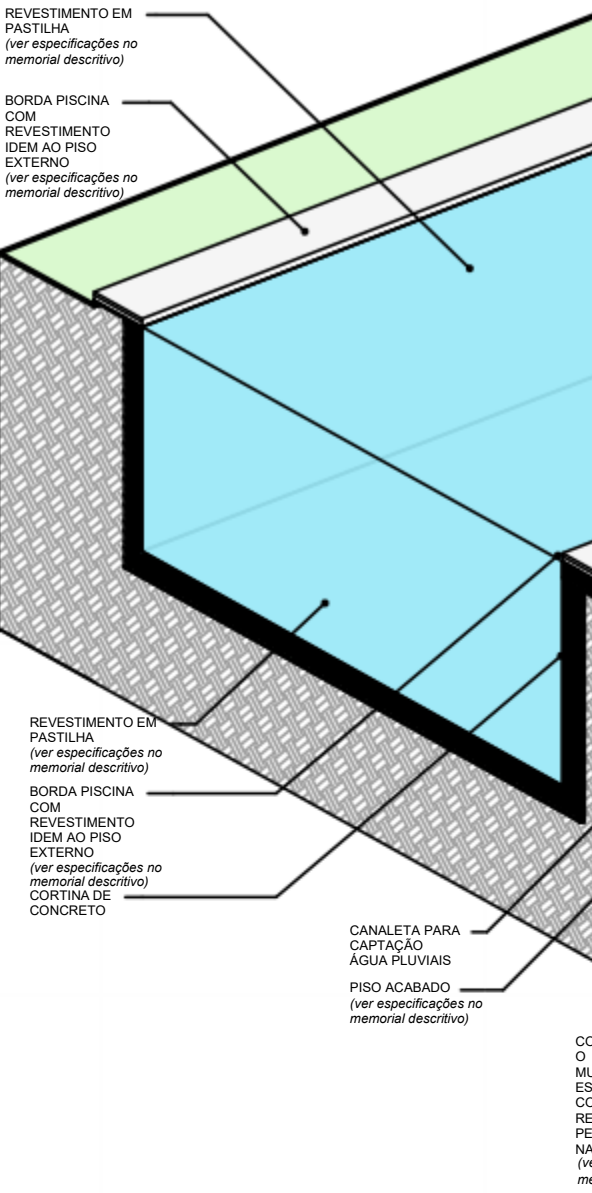 REVESTIMENTO EM
PASTILHA
(ver especificações no
memorial descritivo)
BORDA PISCINA
COM
REVESTIMENTO
IDEM AO PISO
EXTERNO
(ver especificações no
memorial descritivo)
REVESTIMENTO EM
PASTILHA
(ver especificações no
memorial descritivo)
BORDA PISCINA
COM
REVESTIMENTO
IDEM AO PISO
EXTERNO
(ver especificações no
memorial descritivo)
CORTINA DE
CONCRETO
CANALETA PARA
CAPTAÇÃO
ÁGUA PLUVIAIS
PISO ACABADO
(ver especificações no
memorial descritivo)
O